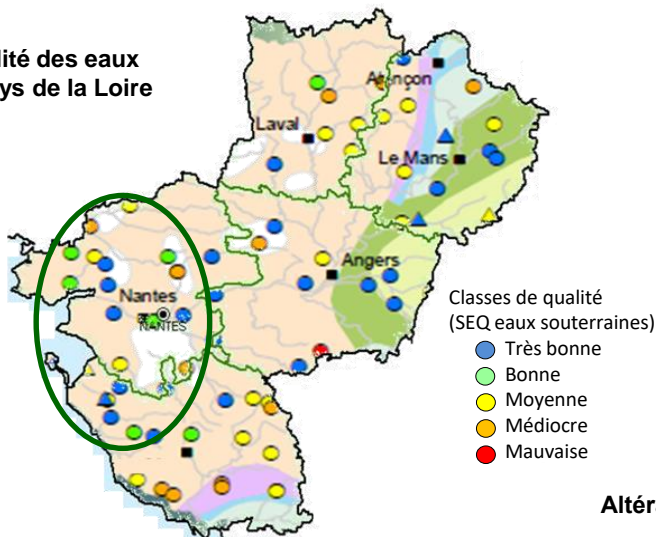 lité des eaux
ys de la Loire
Alençon
Laval
Le Mans
Angers
Nantes
NANTES
Classes de qualité
(SEQ eaux souterraines)
Très bonne
Bonne
Moyenne
Médiocre
Mauvaise
Altér